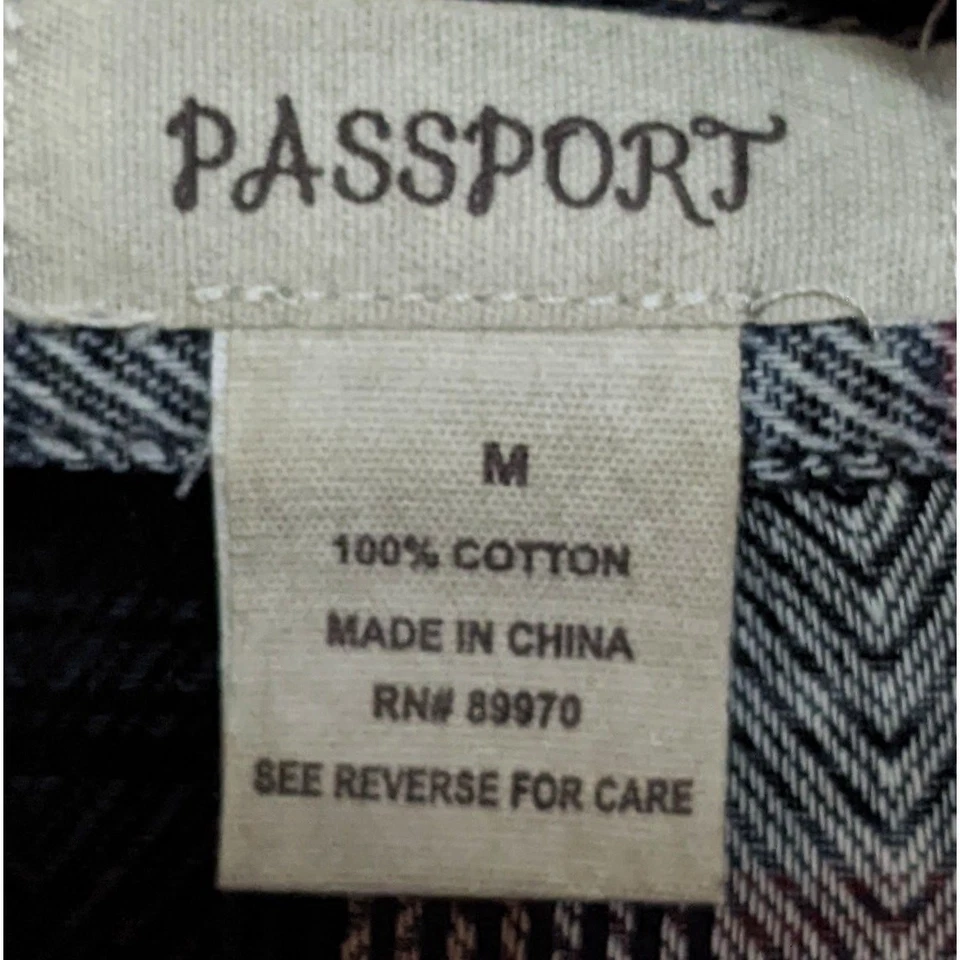 PASSPORT
M
100% COTTON
MADE IN CHINA
RN# 89970
SEE REVERSE FOR CARE